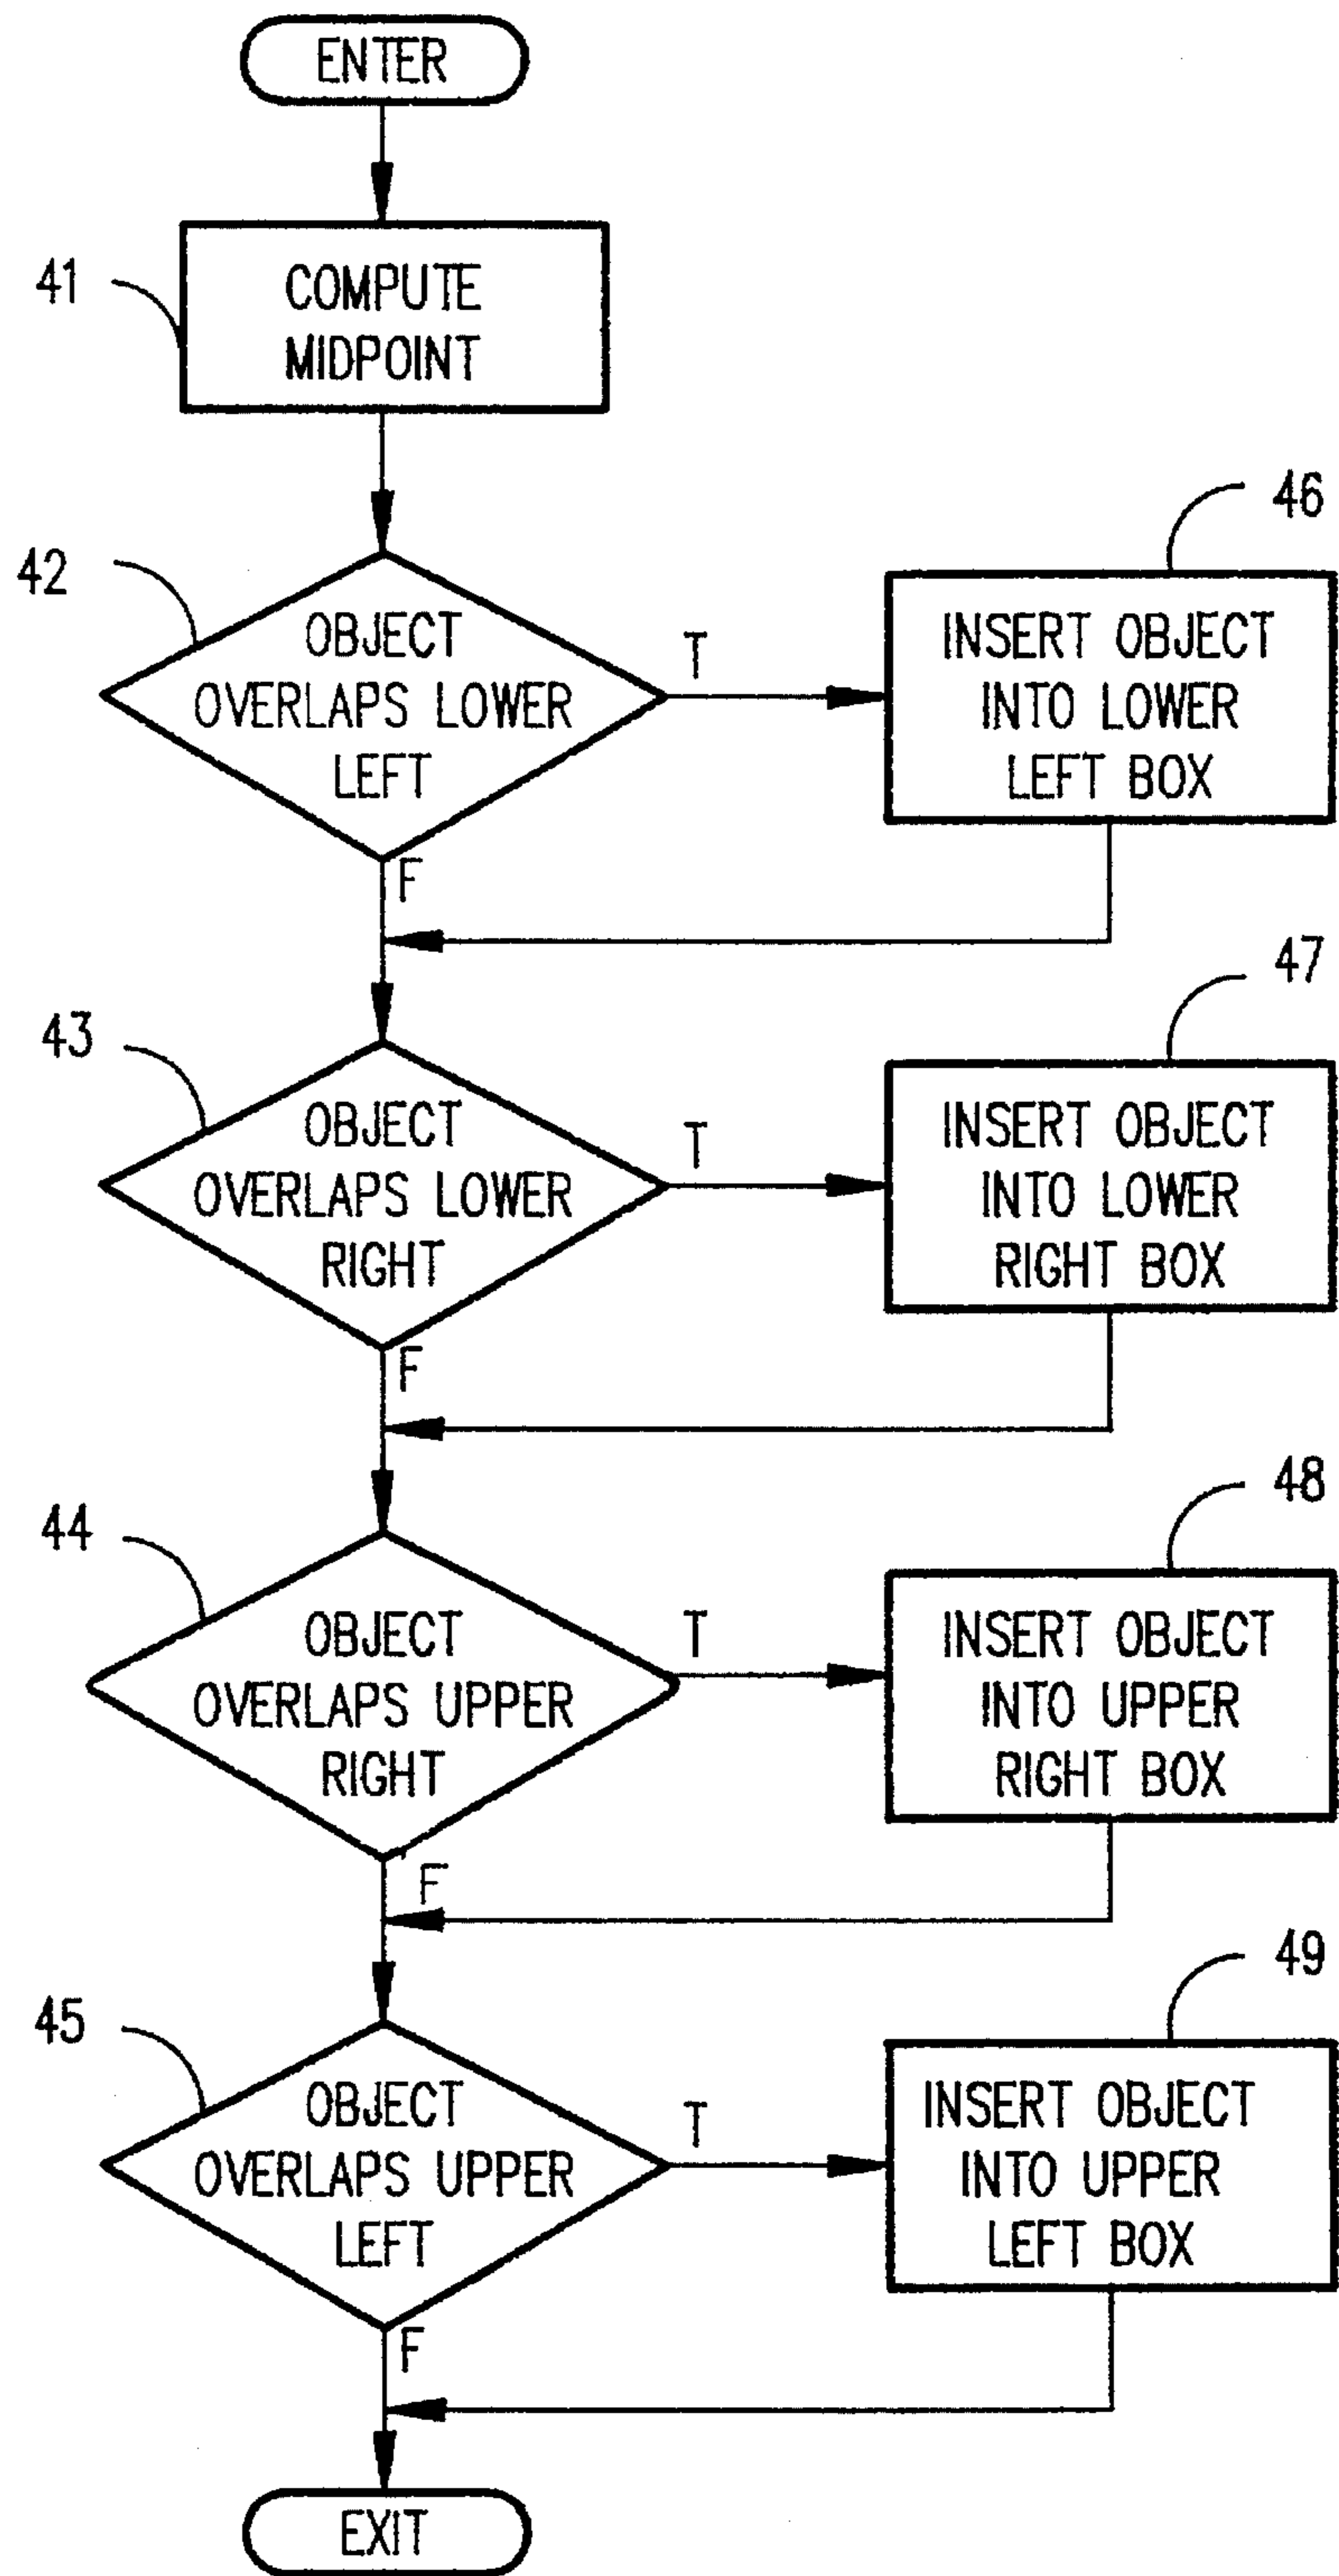 ENTER
41
COMPUTE
MIDPOINT
42
OBJECT
OVERLAPS LOWER
LEFT
T
F
46
INSERT OBJECT
INTO LOWER
LEFT BOX
43
OBJECT
OVERLAPS LOWER
RIGHT
T
F
47
INSERT OBJECT
INTO LOWER
RIGHT BOX
44
OBJECT
OVERLAPS UPPER
RIGHT
T
F
48
INSERT OBJECT
INTO UPPER
RIGHT BOX
45
OBJECT
OVERLAPS UPPER
LEFT
T
F
49
INSERT OBJECT
INTO UPPER
LEFT BOX
EXIT